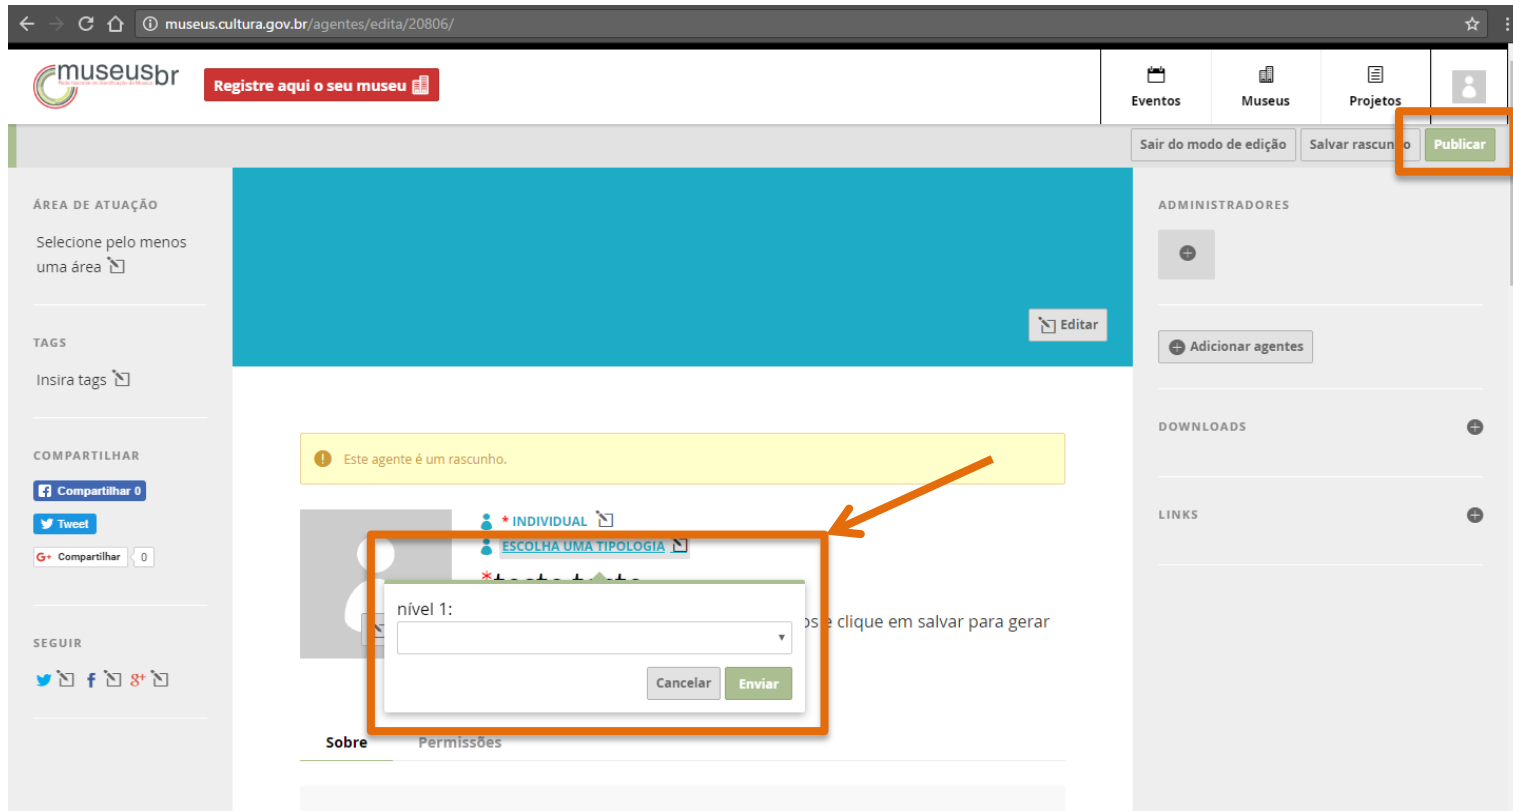 museus.cultura.gov.br/agentes/edita/20806/
museusbr
Registre aqui o seu museu
Eventos
Museus
Projetos
Sair do modo de edição
Salvar rascunho
Publicar
ÁREA DE ATUAÇÃO
Selecione pelo menos
uma área
TAGS
Insira tags
COMPARTILHAR
Compartilhar 0
Tweet
G+ Compartilhar 0
SEGUIR
Editar
Este agente é um rascunho.
* INDIVIDUAL
ESCOLHA UMA TIPOLOGIA
nível 1:
e clique em salvar para gerar
Cancelar
Enviar
Sobre
Permissões
ADMINISTRADORES
Adicionar agentes
DOWNLOADS
LINKS